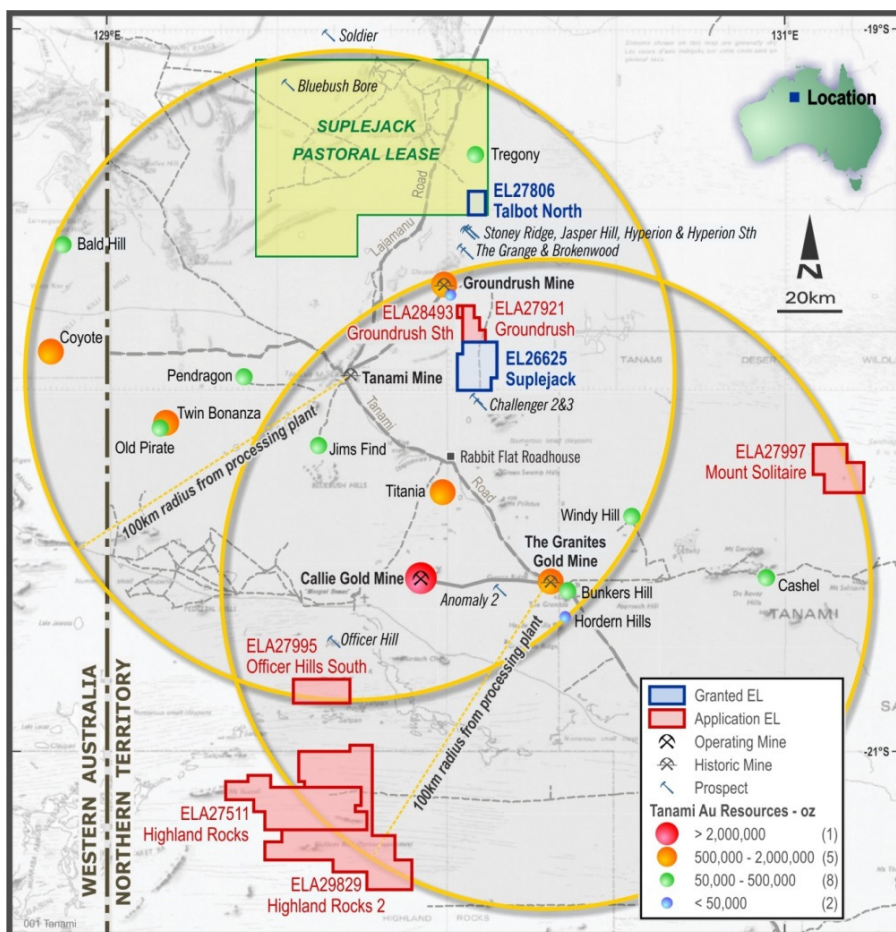 129°E
131°E
-19°S
Soldier
Bluebush Bore
SUPLEJACK
PASTORAL LEASE
Tregony
Location
EL27806
Talbot North
Lajamanu
Road
Stoney Ridge, Jasper Hill, Hyperion & Hyperion Sth
The Grange & Brokenwood
N
20km
Bald Hill
Groundrush Mine
ELA28493
Groundrush Sth
ELA27921
Groundrush
Coyote
EL26625
Suplejack
TANAMI
DESERT
WILDLI
Pendragon
Tanami Mine
Challenger 2&3
Twin Bonanza
Old Pirate
Tanami
Road
Jims Find
Rabbit Flat Roadhouse
ELA27997
Mount Solitaire
100km radius from processing plant
Titania
Windy Hill
The Granites
Gold Mine
Callie Gold Mine
Anomaly 2
Bunkers Hill
Cashel
Hordern Hills
TANAMI
Officer Hill
ELA27995
Officer Hills South
100km radius from processing plant
-21°S
WESTERN AUSTRALIA
NORTHERN TERRITORY
ELA27511
Highland Rocks
ELA29829
Highland Rocks 2
HIGHLAND ROCKS
Granted EL
Application EL
Operating Mine
Historic Mine
Prospect
Tanami Au Resources - oz
> 2,000,000 (1)
500,000 - 2,000,000 (5)
50,000 - 500,000 (8)
< 50,000 (2)
001 Tanami